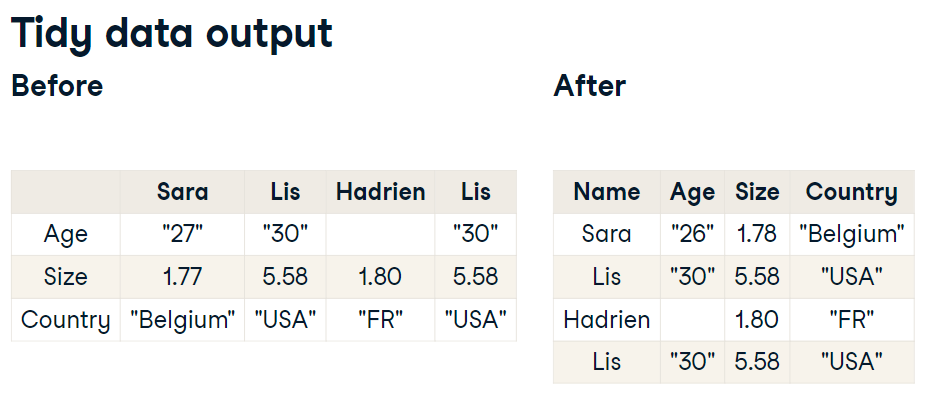 Tidy data output
Before
After
Sara Lis Hadrien Lis
Age "27" "30" "30"
Size 1.77 5.58 1.80 5.58
Country "Belgium" "USA" "FR" "USA"
Name Age Size Country
Sara "26" 1.78 "Belgium"
Lis "30" 5.58 "USA"
Hadrien 1.80 "FR"
Lis "30" 5.58 "USA"